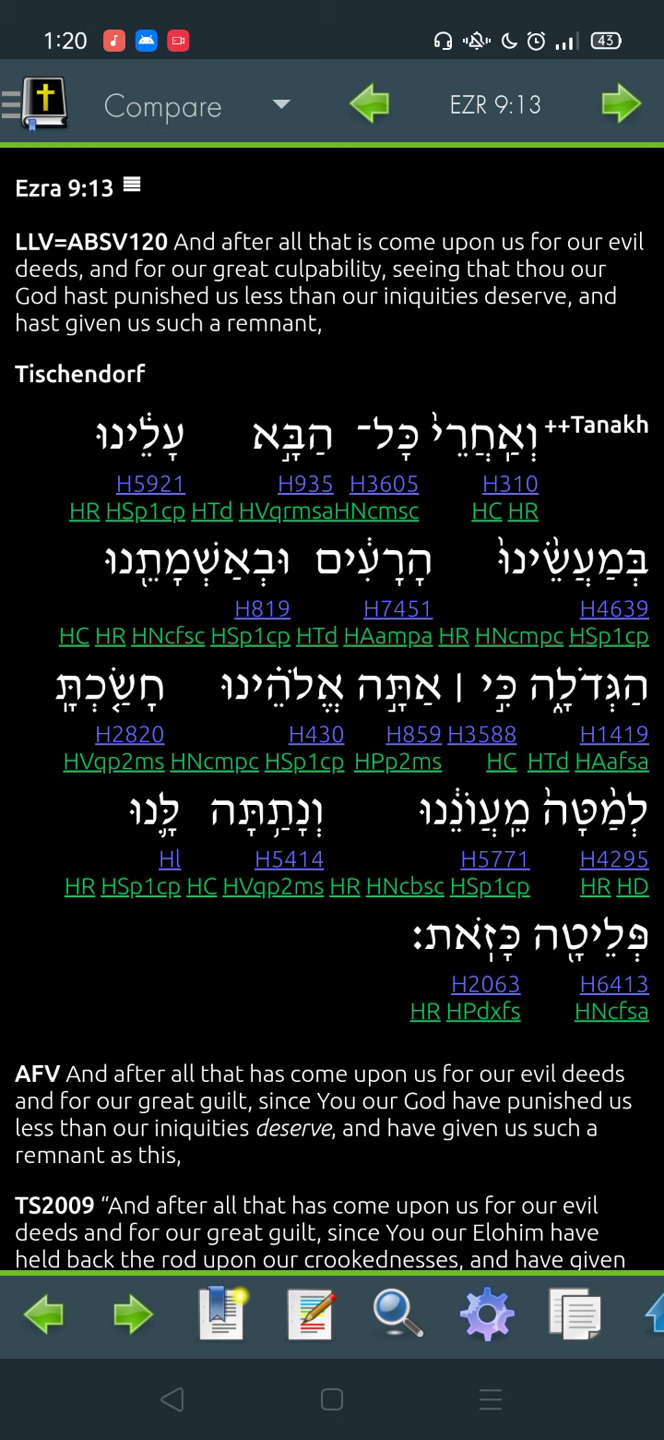 1:20 43
Compare EZR 9:13
Ezra 9:13
LLV=ABSV120 And after all that is come upon us for our evil
deeds, and for our great culpability, seeing that thou our
God hast punished us less than our iniquities deserve, and
hast given us such a remnant,
Tischendorf
++Tanakh וְאַֽחֲרֵי֙ כׇּל־ הַבָּ֣א עָלֵ֔ינוּ
H5921 H935 H3605 H310
HR HSp1cp HTd HVqrmsaHNcmsc HC HR
בְּמַעֲשֵׂ֙ינוּ֙ הָרָעִ֔ים וּבְאַשְׁמָתֵ֖נוּ
H819 H7451 H4639
HC HR HNcfsc HSp1cp HTd HAampa HR HNcmpc HSp1cp
הַגְּדֹלָ֑ה כִּ֣י ׀ אַתָּ֣ה אֱלֹהֵ֗ינוּ חָשַׂ֤כְתָּֽ
H2820 H430 H859 H3588 H1419
HVqp2ms HNcmpc HSp1cp HPp2ms HC HTd HAafsa
לְמַ֙טָּה֙ מֵֽעֲוֺנֵ֔נוּ וְנָתַ֥תָּה לָּ֛נוּ
Hl H5414 H5771 H4295
HR HSp1cp HC HVqp2ms HR HNcbsc HSp1cp HR HD
פְּלֵיטָ֖ה כָּזֹֽאת׃
H2063 H6413
HR HPdxfs HNcfsa
AFV And after all that has come upon us for our evil deeds
and for our great guilt, since You our God have punished us
less than our iniquities deserve, and have given us such a
remnant as this,
TS2009 “And after all that has come upon us for our evil
deeds and for our great guilt, since You our Elohim have
held back the rod upon our crookednesses, and have given